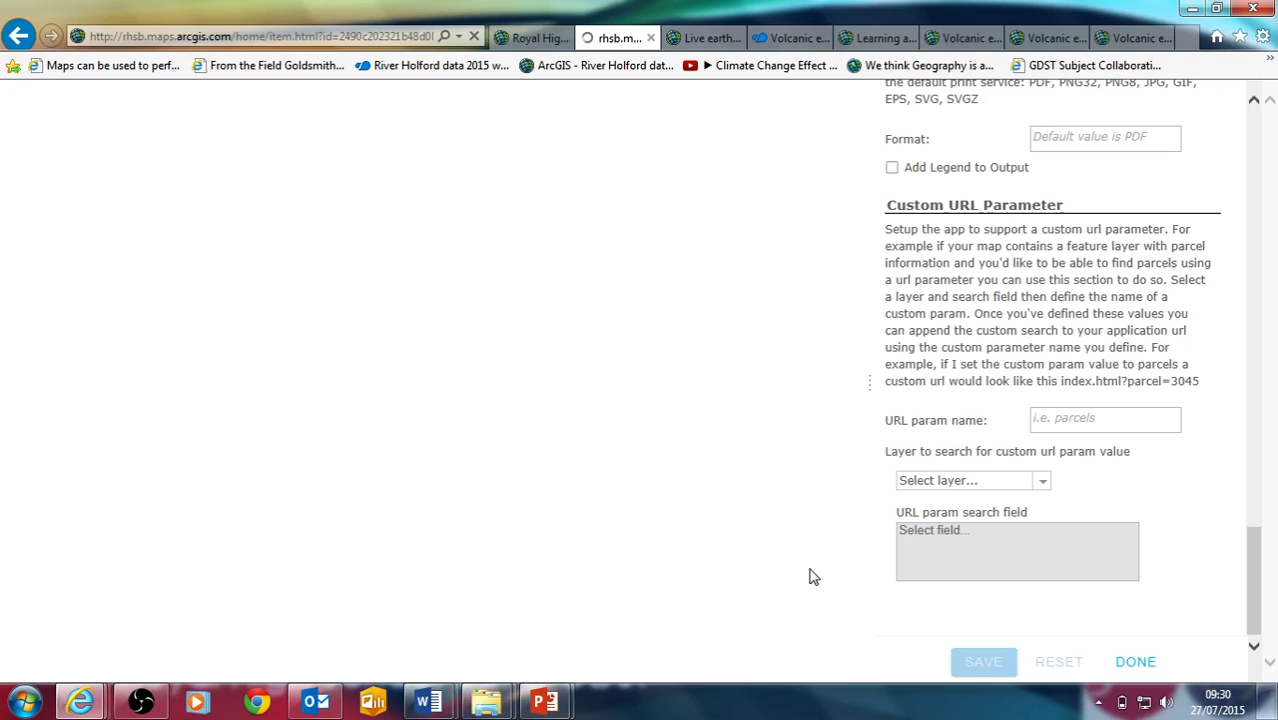 http://rhsb.maps.arcgis.com/home/item.html?id=2490c202321b48d0l
Royal Hig...
rhsb.m...
Live earth...
Volcanic e...
Learning a...
Volcanic e...
Volcanic e...
Volcanic e...
Maps can be used to perf...
From the Field Goldsmith...
River Holford data 2015 w...
ArcGIS - River Holford dat...
► Climate Change Effect ...
We think Geography is a...
GDST Subject Collaborati...
the default print service: PDF, PNG32, PNG8, JPG, GIF,
EPS, SVG, SVGZ
Format:
Default value is PDF
Add Legend to Output
Custom URL Parameter
Setup the app to support a custom url parameter. For
example if your map contains a feature layer with parcel
information and you'd like to be able to find parcels using
a url parameter you can use this section to do so. Select
a layer and search field then define the name of a
custom param. Once you've defined these values you
can append the custom search to your application url
using the custom parameter name you define. For
example, if I set the custom param value to parcels a
custom url would look like this index.html?parcel=3045
URL param name:
i.e. parcels
Layer to search for custom url param value
Select layer...
URL param search field
Select field...
SAVE
RESET
DONE
09:30
27/07/2015